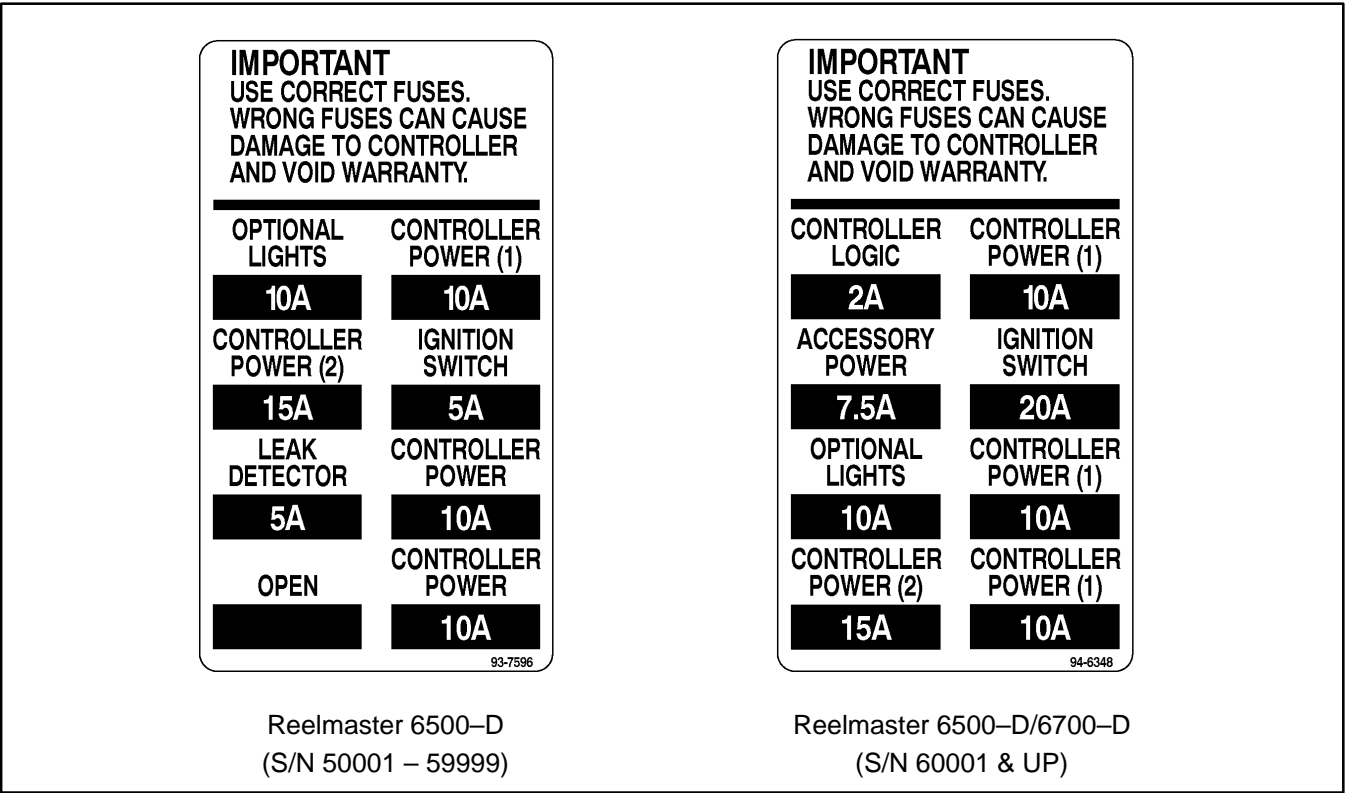 IMPORTANT
USE CORRECT FUSES.
WRONG FUSES CAN CAUSE
DAMAGE TO CONTROLLER
AND VOID WARRANTY.
OPTIONAL
LIGHTS
10A
CONTROLLER
POWER (1)
10A
CONTROLLER
POWER (2)
15A
IGNITION
SWITCH
5A
LEAK
DETECTOR
5A
CONTROLLER
POWER
10A
OPEN
CONTROLLER
POWER
10A
93-7596
Reelmaster 6500–D
(S/N 50001 – 59999)
IMPORTANT
USE CORRECT FUSES.
WRONG FUSES CAN CAUSE
DAMAGE TO CONTROLLER
AND VOID WARRANTY.
CONTROLLER
LOGIC
2A
CONTROLLER
POWER (1)
10A
ACCESSORY
POWER
7.5A
IGNITION
SWITCH
20A
OPTIONAL
LIGHTS
10A
CONTROLLER
POWER (1)
10A
CONTROLLER
POWER (2)
15A
CONTROLLER
POWER (1)
10A
94-6348
Reelmaster 6500–D/6700–D
(S/N 60001 & UP)